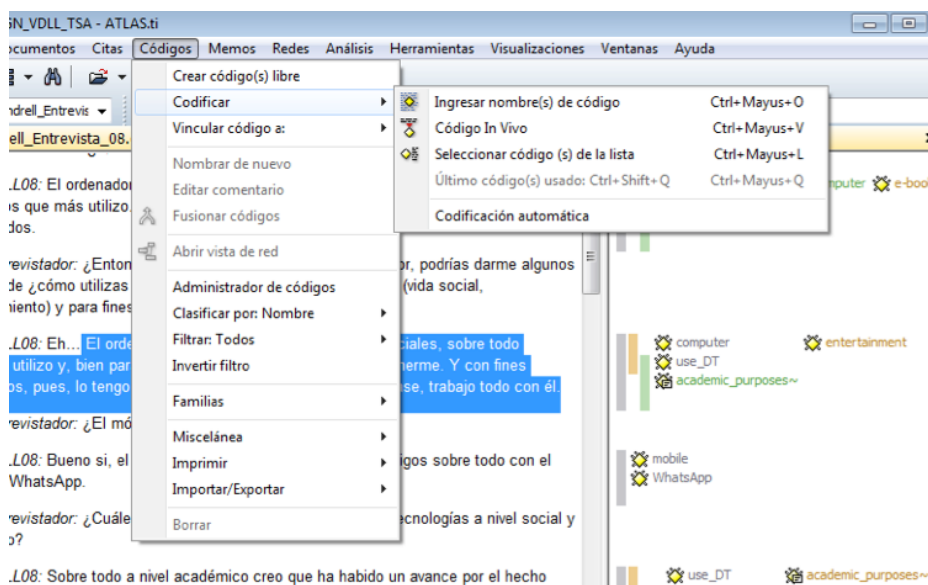 GN_VDLL_TSA - ATLAS.ti
ocumentos Citas Códigos Memos Redes Análisis Herramientas Visualizaciones Ventanas Ayuda
Crear código(s) libre
Codificar
Vincular código a:
Nombrar de nuevo
Editar comentario
Fusionar códigos
Abrir vista de red
Administrador de códigos
Clasificar por: Nombre
Filtrar: Todos
Invertir filtro
Familias
Miscelánea
Imprimir
Importar/Exportar
Borrar
Ingresar nombre(s) de código Ctrl+Mayus+O
Código In Vivo Ctrl+Mayus+V
Seleccionar código (s) de la lista Ctrl+Mayus+L
Último código(s) usado: Ctrl+Shift+Q Ctrl+Mayus+Q
Codificación automática
ndrell_Entrevis
ell_Entrevista_08.
.LL08: El ordenador
os que más utilizo.
dos.
revistador: ¿Enton or, podrías darme algunos
de ¿cómo utilizas (vida social,
niento) y para fines
.LL08: Eh... El orde ciales, sobre todo
utilizo y, bien par nerme. Y con fines
os, pues, lo tengo se, trabajo todo con él.
revistador: ¿El mó
.LL08: Bueno si, el igos sobre todo con el
WhatsApp.
revistador: ¿Cuále ecnologías a nivel social y
o?
.LL08: Sobre todo a nivel académico creo que ha habido un avance por el hecho
nputer e-boo
computer entertainment
use_DT
academic_purposes~
mobile
WhatsApp
use_DT academic_purposes~